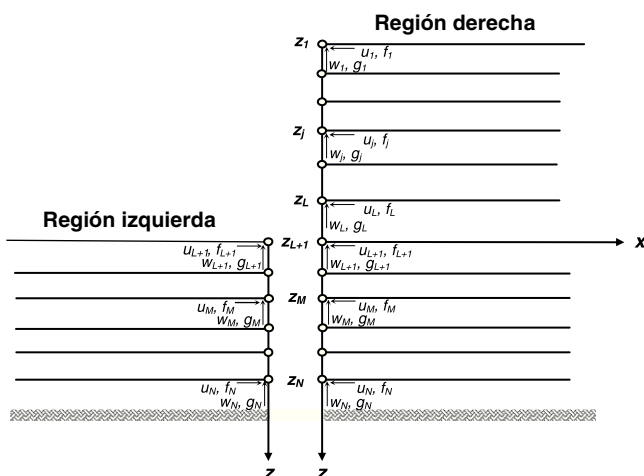 Región derecha
z1
u1, f1
w1, g1
zj
uj, fj
wj, gj
zL
uL, fL
wL, gL
Región izquierda
zL+1
x
uL+1, fL+1
wL+1, gL+1
uL+1, fL+1
wL+1, gL+1
zM
uM, fM
wM, gM
uM, fM
wM, gM
zN
uN, fN
wN, gN
uN, fN
wN, gN
z
z